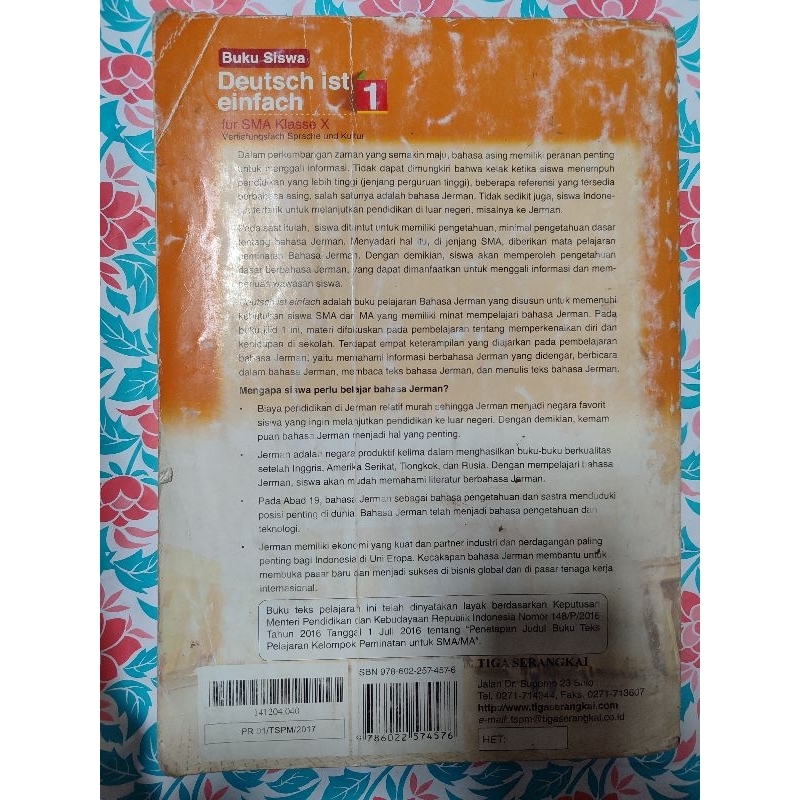 Buku Siswa
Deutsch ist
einfach
1
für SMA Klasse X
Vertiefungsfach Sprache und Kultur
Dalam perkembangan zaman yang semakin maju, bahasa asing memiliki peranan penting
untuk menggali informasi. Tidak dapat dimungkiri bahwa kelak ketika siswa menempuh
pendidikan yang lebih tinggi (jenjang perguruan tinggi), beberapa referensi yang tersedia
berbahasa asing, salah satunya adalah bahasa Jerman. Tidak sedikit juga, siswa Indone-
sia tertarik untuk melanjutkan pendidikan di luar negeri, misalnya ke Jerman.
Pada saat itulah, siswa dituntut untuk memiliki pengetahuan, minimal pengetahuan dasar
tentang bahasa Jerman. Menyadari hal itu, di jenjang SMA, diberikan mata pelajaran
peminatan Bahasa Jerman. Dengan demikian, siswa akan memperoleh pengetahuan
dasar berbahasa Jerman, yang dapat dimanfaatkan untuk menggali informasi dan mem-
perluas wawasan siswa.
Deutsch ist einfach adalah buku pelajaran Bahasa Jerman yang disusun untuk memenuhi
kebutuhan siswa SMA dan MA yang memiliki minat mempelajari bahasa Jerman. Pada
buku jilid 1 ini, materi difokuskan pada pembelajaran tentang memperkenalkan diri dan
kehidupan di sekolah. Terdapat empat keterampilan yang diajarkan pada pembelajaran
bahasa Jerman, yaitu memahami informasi berbahasa Jerman yang didengar, berbicara
dalam bahasa Jerman, membaca teks bahasa Jerman, dan menulis teks bahasa Jerman.
Mengapa siswa perlu belajar bahasa Jerman?
• Biaya pendidikan di Jerman relatif murah sehingga Jerman menjadi negara favorit
siswa yang ingin melanjutkan pendidikan ke luar negeri. Dengan demikian, kemam
puan bahasa Jerman menjadi hal yang penting.
• Jerman adalah negara produktif kelima dalam menghasilkan buku-buku berkualitas
setelah Inggris, Amerika Serikat, Tiongkok, dan Rusia. Dengan mempelajari bahasa
Jerman, siswa akan mudah memahami literatur berbahasa Jerman.
• Pada Abad 19, bahasa Jerman sebagai bahasa pengetahuan dan sastra menduduki
posisi penting di dunia. Bahasa Jerman telah menjadi bahasa pengetahuan dan
teknologi.
• Jerman memiliki ekonomi yang kuat dan partner industri dan perdagangan paling
penting bagi Indonesia di Uni Eropa. Kecakapan bahasa Jerman membantu untuk
membuka pasar baru dan menjadi sukses di bisnis global dan di pasar tenaga kerja
internasional.
Buku teks pelajaran ini telah dinyatakan layak berdasarkan Keputusan
Menteri Pendidikan dan Kebudayaan Republik Indonesia Nomor 148/P/2016
Tahun 2016 Tanggal 1 Juli 2016 tentang "Penetapan Judul Buku Teks
Pelajaran Kelompok Peminatan untuk SMA/MA".
141204.040
PR 01/TSPM/2017
ISBN 978-602-257-457-6
9 786022 574576
TIGA SERANGKAI
Jalan Dr. Supomo 23 Solo
Tel. 0271-714344, Faks. 0271-713607
http://www.tigaserangkai.com
e-mail: tspm@tigaserangkai.co.id
HET: